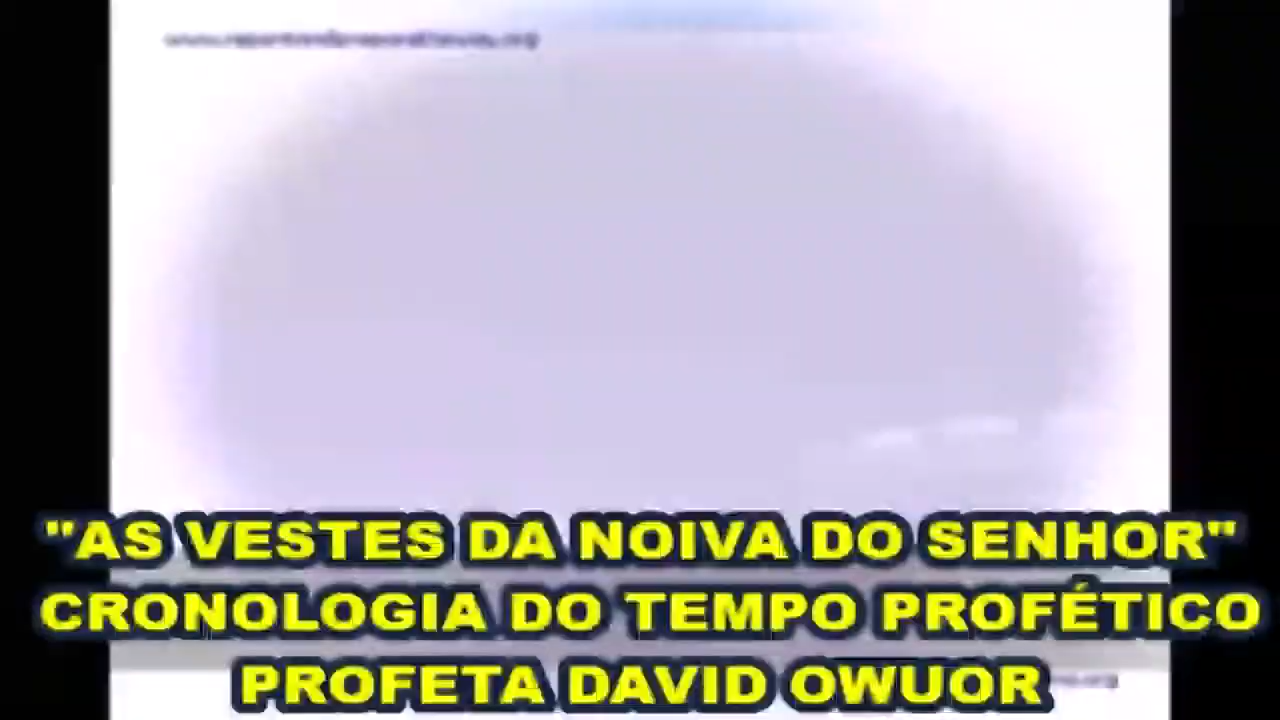 "AS VESTES DA NOIVA DO SENHOR"
CRONOLOGIA DO TEMPO PROFÉTICO
PROFETA DAVID OWUOR